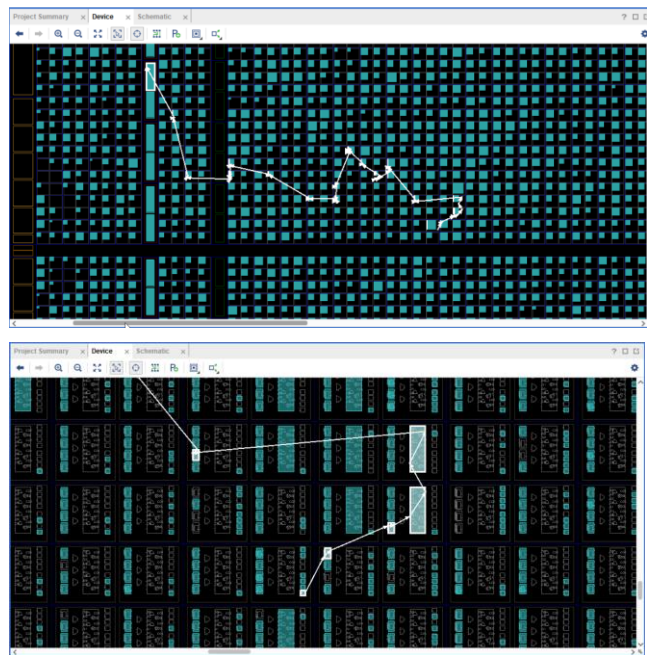 Project Summary × Device × Schematic ×
? □ □
Project Summary × Device × Schematic ×
? □ □